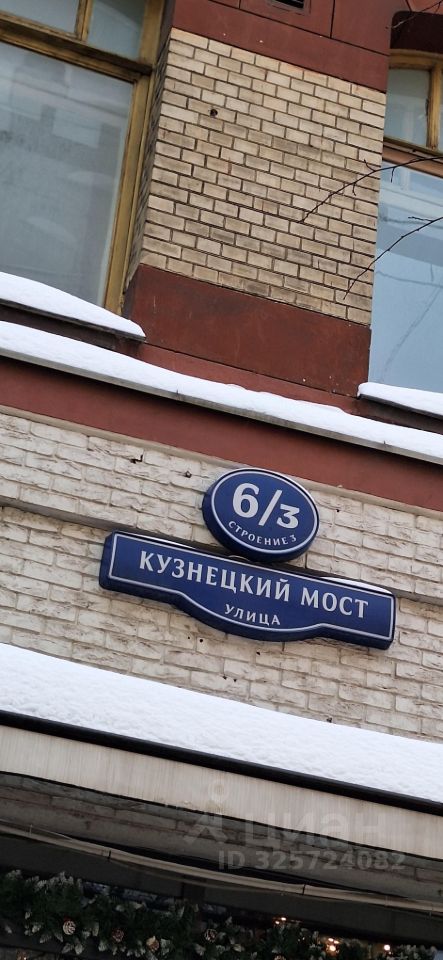 6/3
СТРОЕНИЕ 3
КУЗНЕЦКИЙ МОСТ
УЛИЦА
циан
ID 325724082